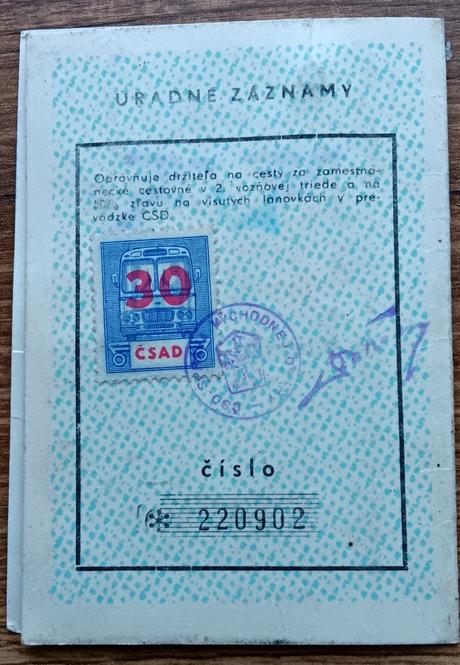 ÚRADNÉ ZÁZNAMY
Oprávňuje držiteľa na cesty za zamestna-
necké cestovné v 2. vozňovej triede a na
50% zľavu na visutých lanovkách v pre-
vádzke ČSD.
30
ČSAD
VÝCHODNEJ
číslo
220902